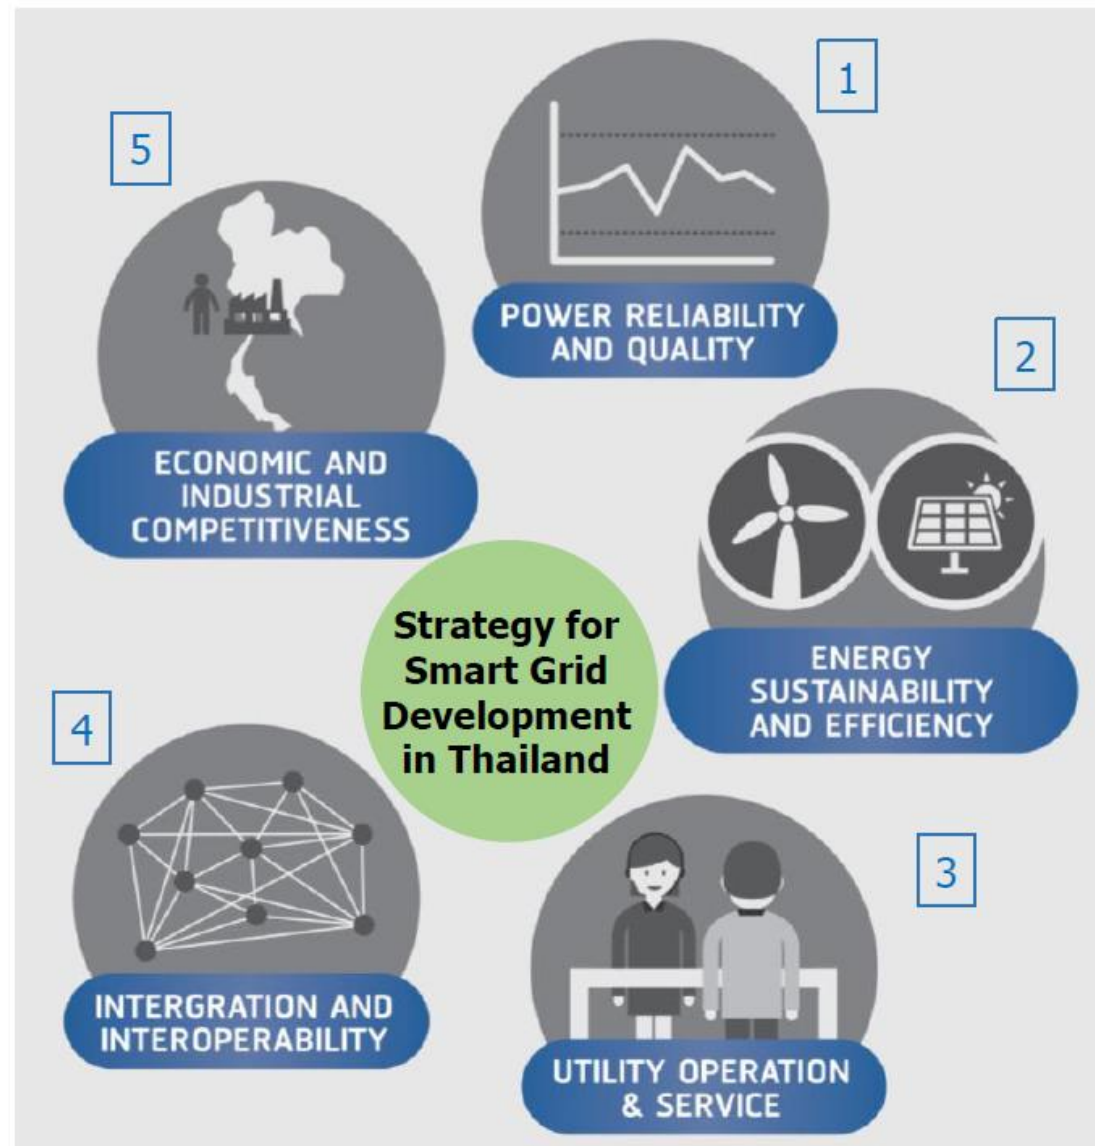 1
POWER RELIABILITY
AND QUALITY
2
ENERGY
SUSTAINABILITY
AND EFFICIENCY
3
UTILITY OPERATION
& SERVICE
4
INTERGRATION AND
INTEROPERABILITY
5
ECONOMIC AND
INDUSTRIAL
COMPETITIVENESS
Strategy for
Smart Grid
Development
in Thailand